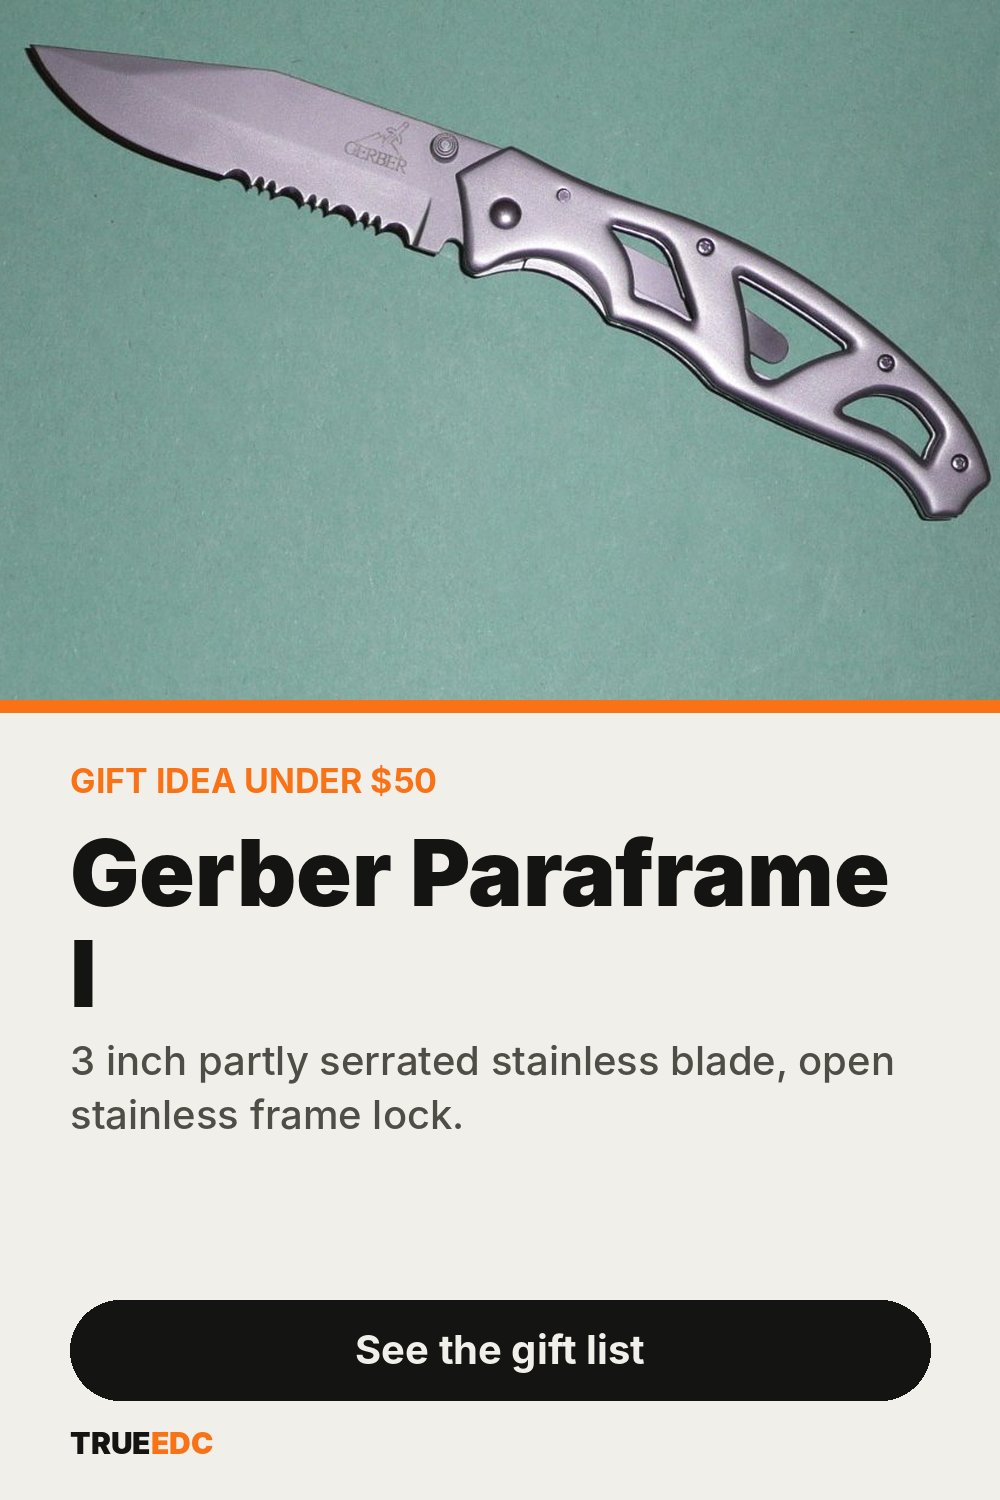 GERBER
GIFT IDEA UNDER $50
Gerber Paraframe
I
3 inch partly serrated stainless blade, open
stainless frame lock.
See the gift list
TRUEEDC